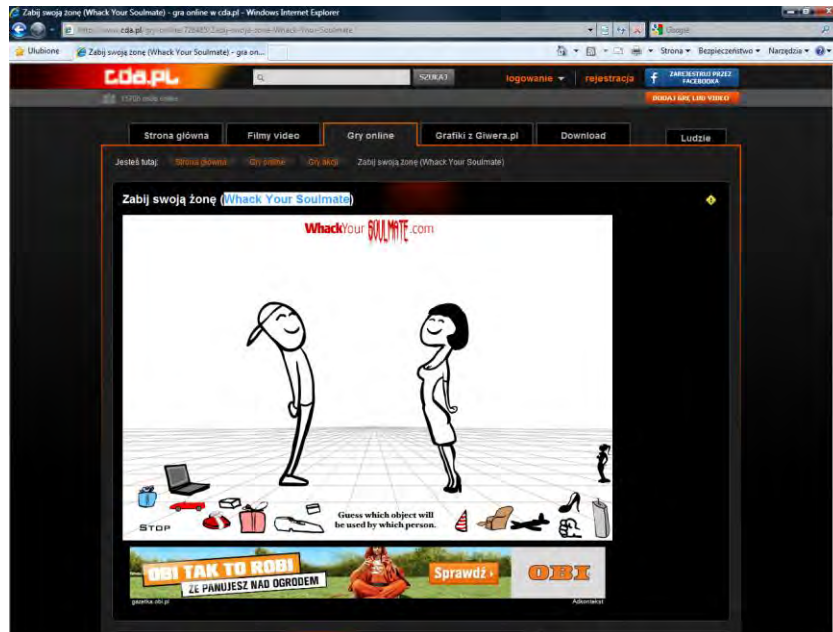 Zabij swoją żonę (Whack Your Soulmate) - gra online w cda.pl - Windows Internet Explorer
Ulubione
Zabij swoją żonę (Whack Your Soulmate) - gra on...
Strona
Bezpieczeństwo
Narzędzia
cda.pl
SZUKAJ
logowanie
rejestracja
f
ZAREJESTRUJ PRZEZ
FACEBOOKA
DODAJ GRĘ LUB VIDEO
Strona główna
Filmy video
Gry online
Grafiki z Giwera.pl
Download
Ludzie
Jesteś tutaj: Strona główna Gry online Gry akcji Zabij swoją żonę (Whack Your Soulmate)
Zabij swoją żonę (Whack Your Soulmate)
WhackYour SOULMATE.com
STOP
Guess which object will
be used by which person.
OBI TAK TO ROBI
ŻE PANUJESZ NAD OGRODEM
Sprawdź ›
OBI
gazetka.obi.pl
Adkontekst